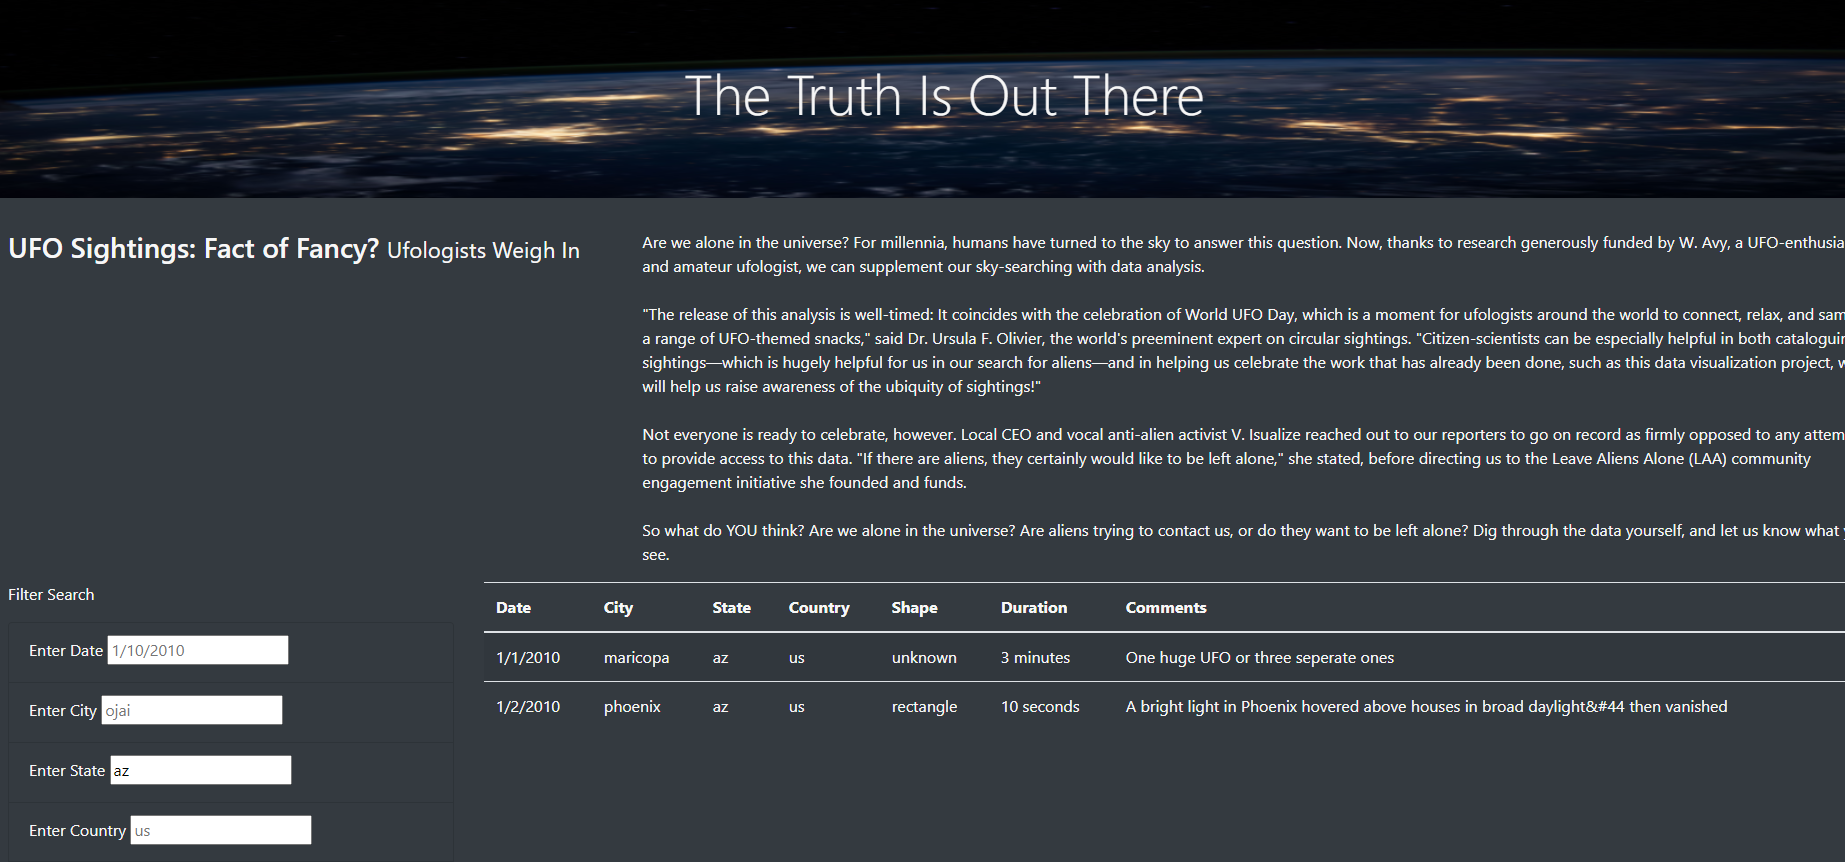 The Truth Is Out There
UFO Sightings: Fact of Fancy? Ufologists Weigh In
Are we alone in the universe? For millennia, humans have turned to the sky to answer this question. Now, thanks to research generously funded by W. Avy, a UFO-enthusia
and amateur ufologist, we can supplement our sky-searching with data analysis.
"The release of this analysis is well-timed: It coincides with the celebration of World UFO Day, which is a moment for ufologists around the world to connect, relax, and sam
a range of UFO-themed snacks," said Dr. Ursula F. Olivier, the world's preeminent expert on circular sightings. "Citizen-scientists can be especially helpful in both cataloguin
sightings—which is hugely helpful for us in our search for aliens—and in helping us celebrate the work that has already been done, such as this data visualization project, w
will help us raise awareness of the ubiquity of sightings!"
Not everyone is ready to celebrate, however. Local CEO and vocal anti-alien activist V. Isualize reached out to our reporters to go on record as firmly opposed to any attem
to provide access to this data. "If there are aliens, they certainly would like to be left alone," she stated, before directing us to the Leave Aliens Alone (LAA) community
engagement initiative she founded and funds.
So what do YOU think? Are we alone in the universe? Are aliens trying to contact us, or do they want to be left alone? Dig through the data yourself, and let us know what y
see.
Filter Search
Enter Date 1/10/2010
Enter City ojai
Enter State az
Enter Country us
Date City State Country Shape Duration Comments
1/1/2010 maricopa az us unknown 3 minutes One huge UFO or three seperate ones
1/2/2010 phoenix az us rectangle 10 seconds A bright light in Phoenix hovered above houses in broad daylight&#44 then vanished